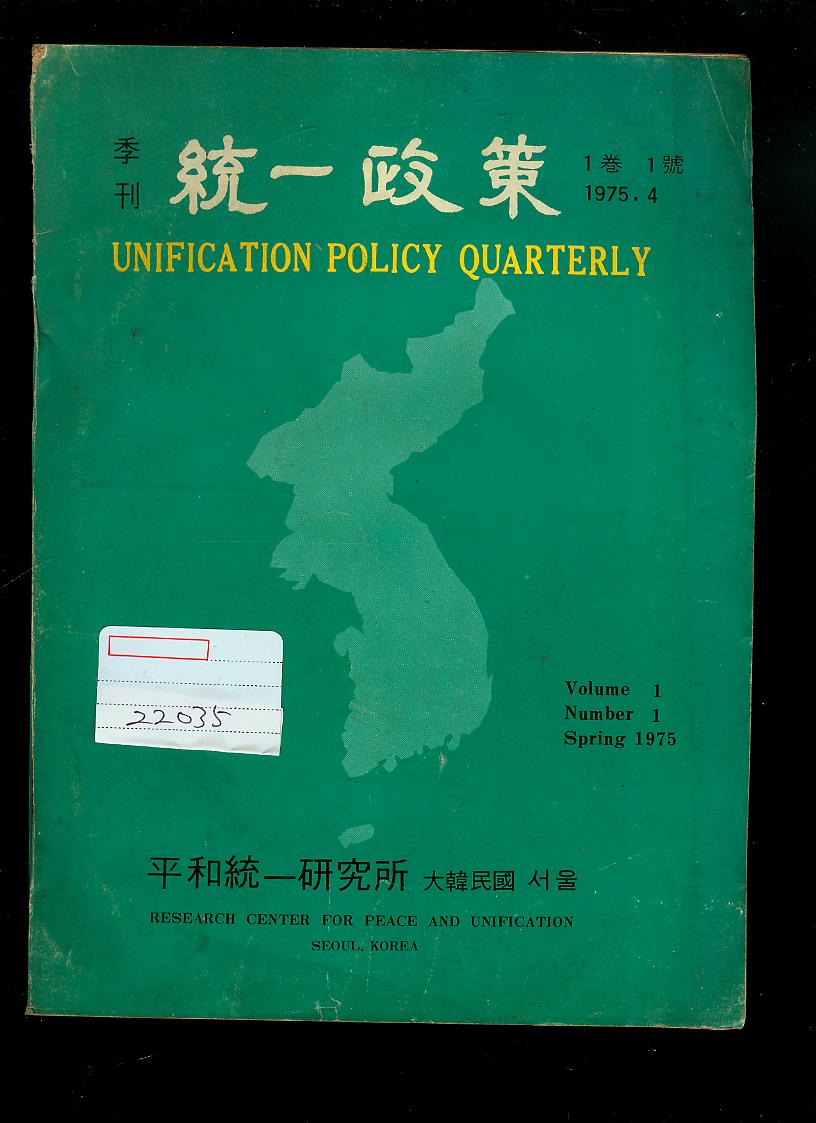 季刊
統一政策
1巻 1號
1975.4
UNIFICATION POLICY QUARTERLY
22035
Volume 1
Number 1
Spring 1975
平和統一硏究所 大韓民國 서울
RESEARCH CENTER FOR PEACE AND UNIFICATION
SEOUL, KOREA